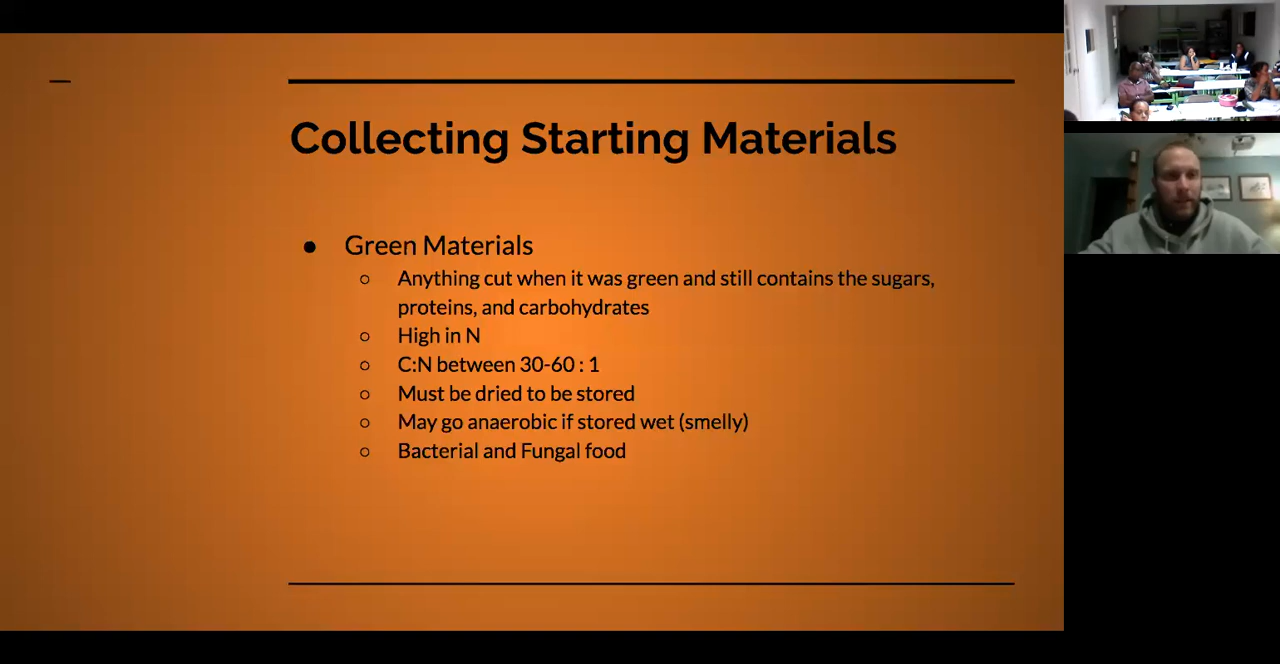 Collecting Starting Materials
● Green Materials
○ Anything cut when it was green and still contains the sugars,
proteins, and carbohydrates
○ High in N
○ C:N between 30-60 : 1
○ Must be dried to be stored
○ May go anaerobic if stored wet (smelly)
○ Bacterial and Fungal food